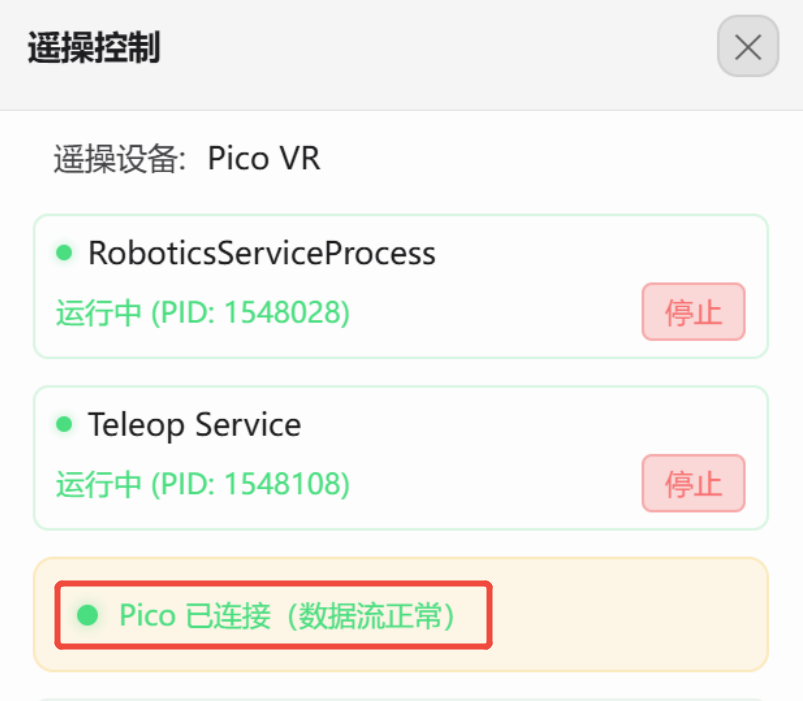 遥操控制
遥操设备: Pico VR
RoboticsServiceProcess
运行中 (PID: 1548028)
停止
Teleop Service
运行中 (PID: 1548108)
停止
Pico 已连接（数据流正常）